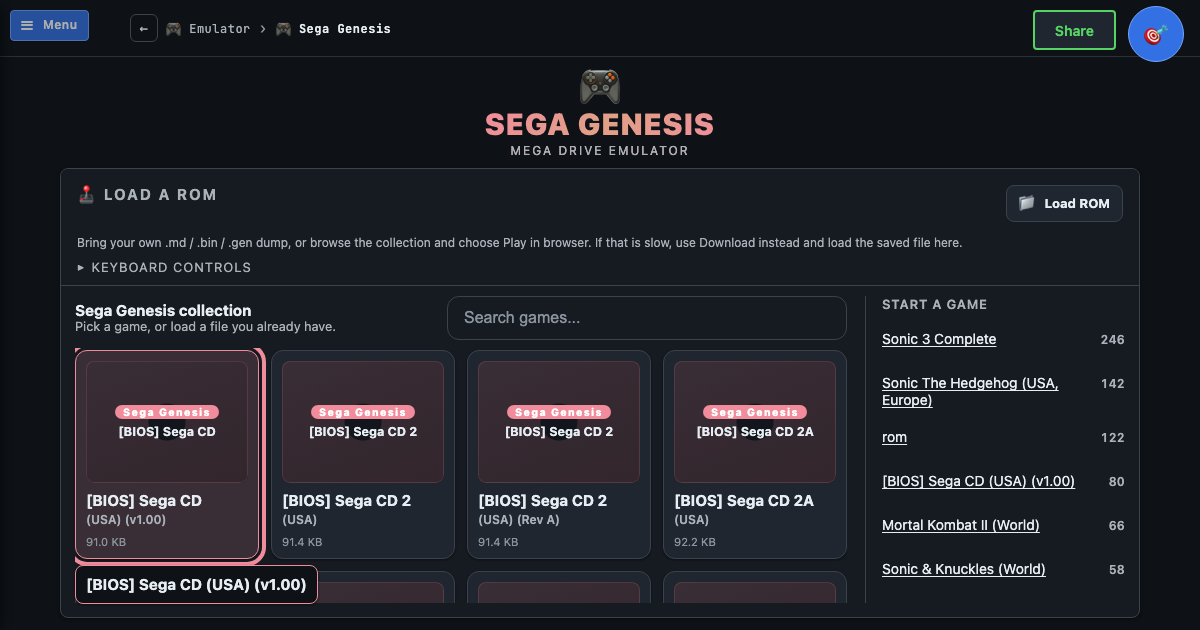 Menu
←
Emulator › Sega Genesis
Share
SEGA GENESIS
MEGA DRIVE EMULATOR
LOAD A ROM
Load ROM
Bring your own .md / .bin / .gen dump, or browse the collection and choose Play in browser. If that is slow, use Download instead and load the saved file here.
▸ KEYBOARD CONTROLS
Sega Genesis collection
Pick a game, or load a file you already have.
Search games...
Sega Genesis
[BIOS] Sega CD
[BIOS] Sega CD
(USA) (v1.00)
91.0 KB
Sega Genesis
[BIOS] Sega CD 2
[BIOS] Sega CD 2
(USA)
91.4 KB
Sega Genesis
[BIOS] Sega CD 2
[BIOS] Sega CD 2
(USA) (Rev A)
91.4 KB
Sega Genesis
[BIOS] Sega CD 2A
[BIOS] Sega CD 2A
(USA)
92.2 KB
[BIOS] Sega CD (USA) (v1.00)
START A GAME
Sonic 3 Complete 246
Sonic The Hedgehog (USA, 142
Europe)
rom 122
[BIOS] Sega CD (USA) (v1.00) 80
Mortal Kombat II (World) 66
Sonic & Knuckles (World) 58